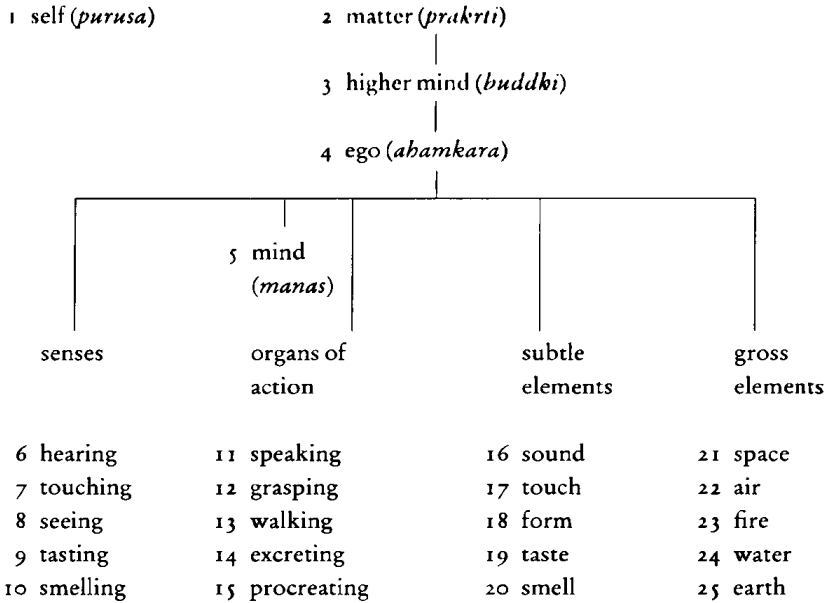 1 self (purusa) 2 matter (prakrti)
3 higher mind (buddhi)
4 ego (ahamkara)
5 mind
(manas)
senses organs of subtle gross
action elements elements
6 hearing 11 speaking 16 sound 21 space
7 touching 12 grasping 17 touch 22 air
8 seeing 13 walking 18 form 23 fire
9 tasting 14 excreting 19 taste 24 water
10 smelling 15 procreating 20 smell 25 earth